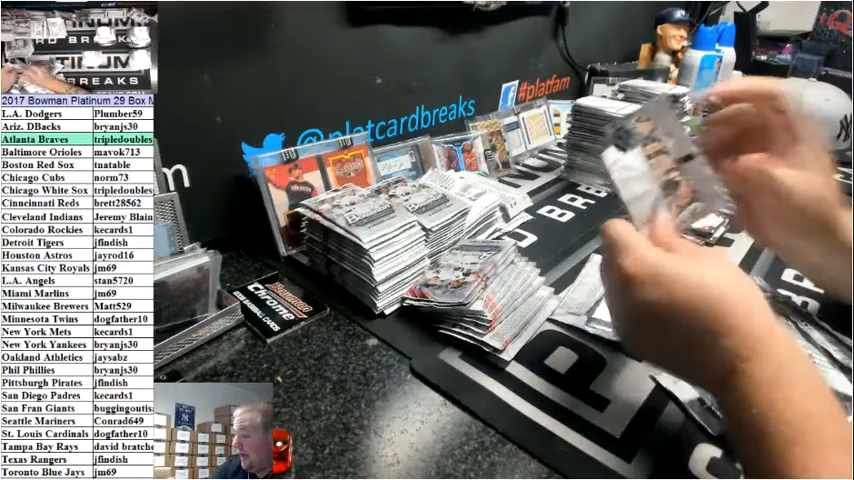 2017 Bowman Platinum 29 Box M
L.A. Dodgers Plumber59
Ariz. DBacks bryanjs30
Atlanta Braves tripledoubles
Baltimore Orioles mavok713
Boston Red Sox tnatable
Chicago Cubs norm73
Chicago White Sox tripledoubles
Cinncinati Reds brett28562
Cleveland Indians Jeremy Blain
Colorado Rockies kecards1
Detroit Tigers jfindish
Houston Astros jayrod16
Kansas City Royals jm69
L.A. Angels stan5720
Miami Marlins jm69
Milwaukee Brewers Matt529
Minnesota Twins dogfather10
New York Mets kecards1
New York Yankees bryanjs30
Oakland Athletics jaysabz
Phil Phillies bryanjs30
Pittsburgh Pirates jfindish
San Diego Padres kecards1
San Fran Giants buggingoutis
Seattle Mariners Conrad649
St. Louis Cardinals dogfather10
Tampa Bay Rays david bratche
Texas Rangers jfindish
Toronto Blue Jays jm69
BREAKS
@platcardbreaks
#platfam
Bowman
Chrome
BASEBALL CARDS